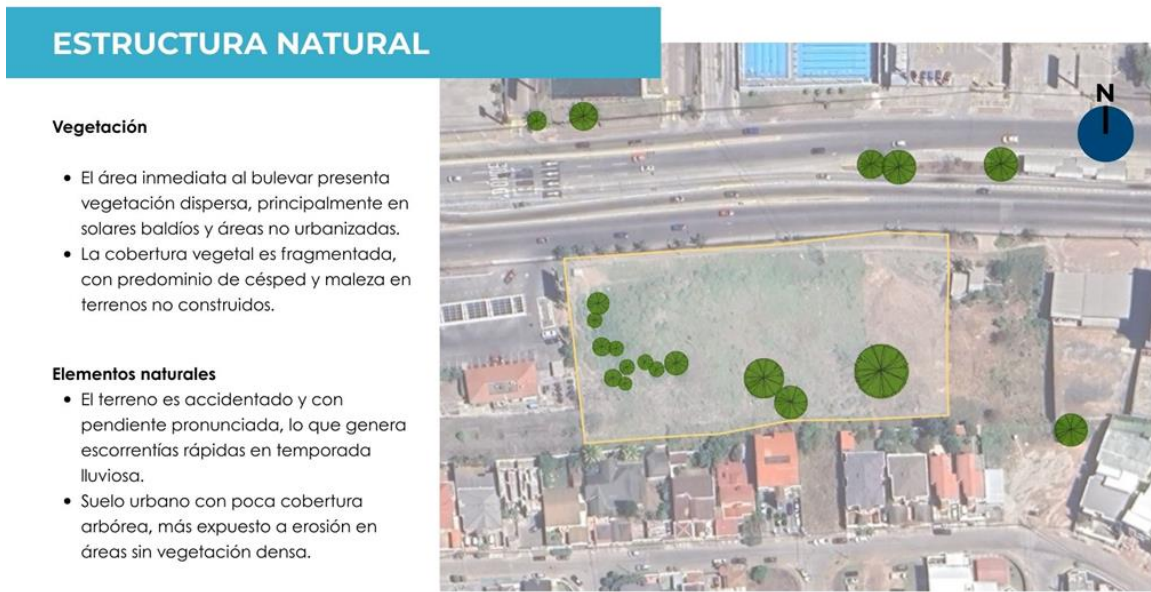 ESTRUCTURA NATURAL
N
Vegetación
• El área inmediata al bulevar presenta
vegetación dispersa, principalmente en
solares baldíos y áreas no urbanizadas.
• La cobertura vegetal es fragmentada,
con predominio de césped y maleza en
terrenos no construidos.
Elementos naturales
• El terreno es accidentado y con
pendiente pronunciada, lo que genera
escorrentías rápidas en temporada
lluviosa.
• Suelo urbano con poca cobertura
arbórea, más expuesto a erosión en
áreas sin vegetación densa.